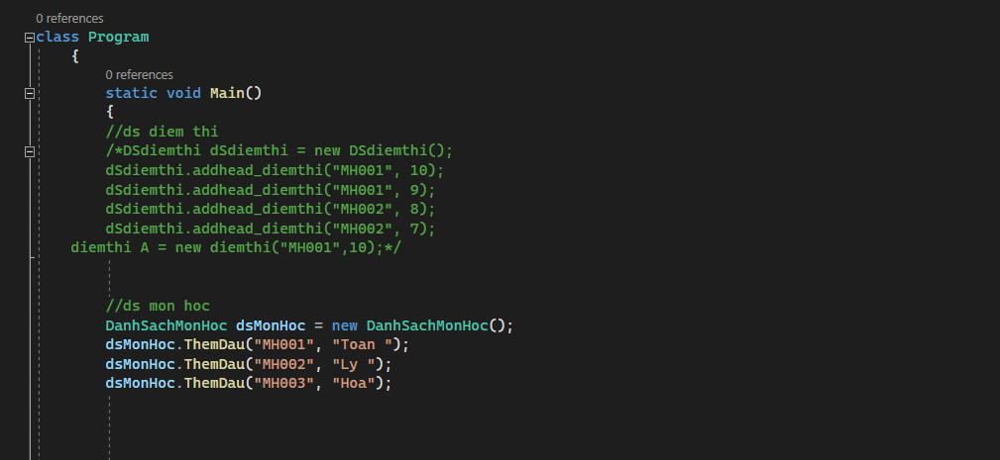 0 references
class Program
{
0 references
static void Main()
{
//ds diem thi
/*DSdiemthi dSdiemthi = new DSdiemthi();
dSdiemthi.addhead_diemthi("MH001", 10);
dSdiemthi.addhead_diemthi("MH001", 9);
dSdiemthi.addhead_diemthi("MH002", 8);
dSdiemthi.addhead_diemthi("MH002", 7);
diemthi A = new diemthi("MH001",10);*/
//ds mon hoc
DanhSachMonHoc dsMonHoc = new DanhSachMonHoc();
dsMonHoc.ThemDau("MH001", "Toan ");
dsMonHoc.ThemDau("MH002", "Ly ");
dsMonHoc.ThemDau("MH003", "Hoa");